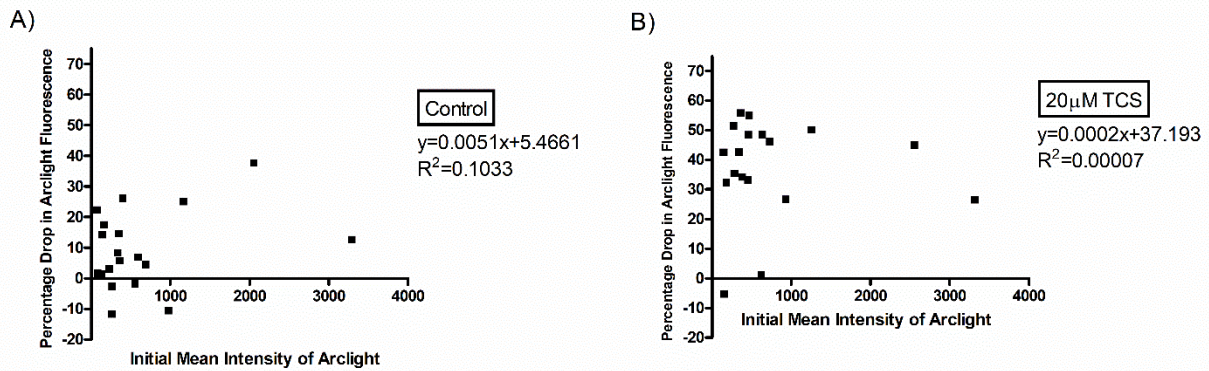 A)
Percentage Drop in Arclight Fluorescence
70
60
50
40
30
20
10
0
-10
-20
1000
2000
3000
4000
Initial Mean Intensity of Arclight
Control
y=0.0051x+5.4661
R²=0.1033
B)
Percentage Drop in Arclight Fluorescence
70
60
50
40
30
20
10
0
-10
-20
1000
2000
3000
4000
Initial Mean Intensity of Arclight
20μM TCS
y=0.0002x+37.193
R²=0.00007